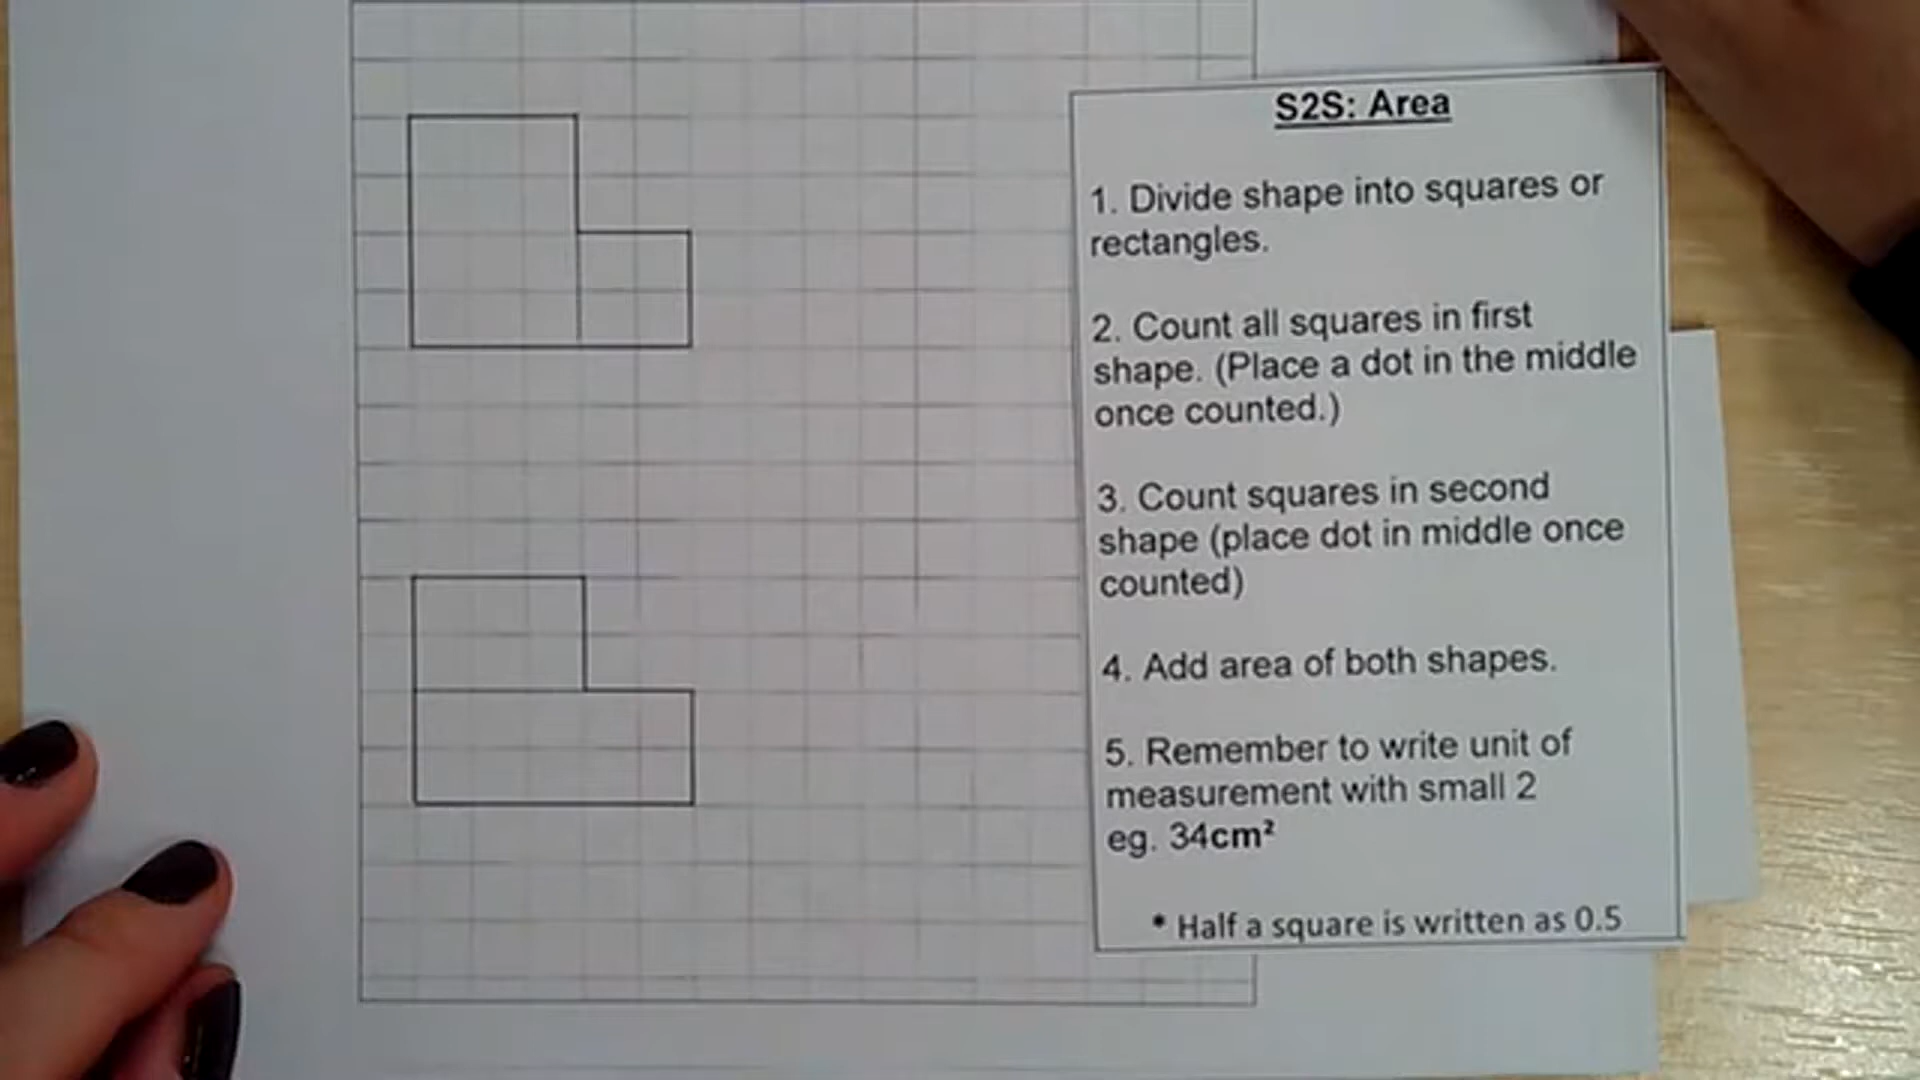 S2S: Area
1. Divide shape into squares or
rectangles.
2. Count all squares in first
shape. (Place a dot in the middle
once counted.)
3. Count squares in second
shape (place dot in middle once
counted)
4. Add area of both shapes.
5. Remember to write unit of
measurement with small 2
eg. 34cm²
* Half a square is written as 0.5